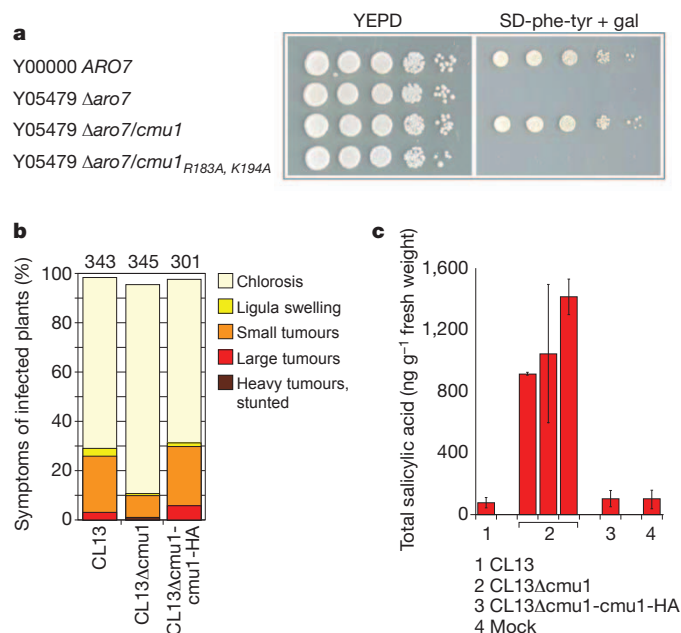 a
YEPD
SD-phe-tyr + gal
Y00000 ARO7
Y05479 Δaro7
Y05479 Δaro7/cmu1
Y05479 Δaro7/cmu1R183A, K194A
b
343 345 301
Symptoms of infected plants (%)
100
80
60
40
20
0
CL13
CL13Δcmu1
CL13Δcmu1-
cmu1-HA
Chlorosis
Ligula swelling
Small tumours
Large tumours
Heavy tumours,
stunted
c
Total salicylic acid (ng g–1 fresh weight)
1,600
1,200
800
400
0
1 2 3 4
1 CL13
2 CL13Δcmu1
3 CL13Δcmu1-cmu1-HA
4 Mock